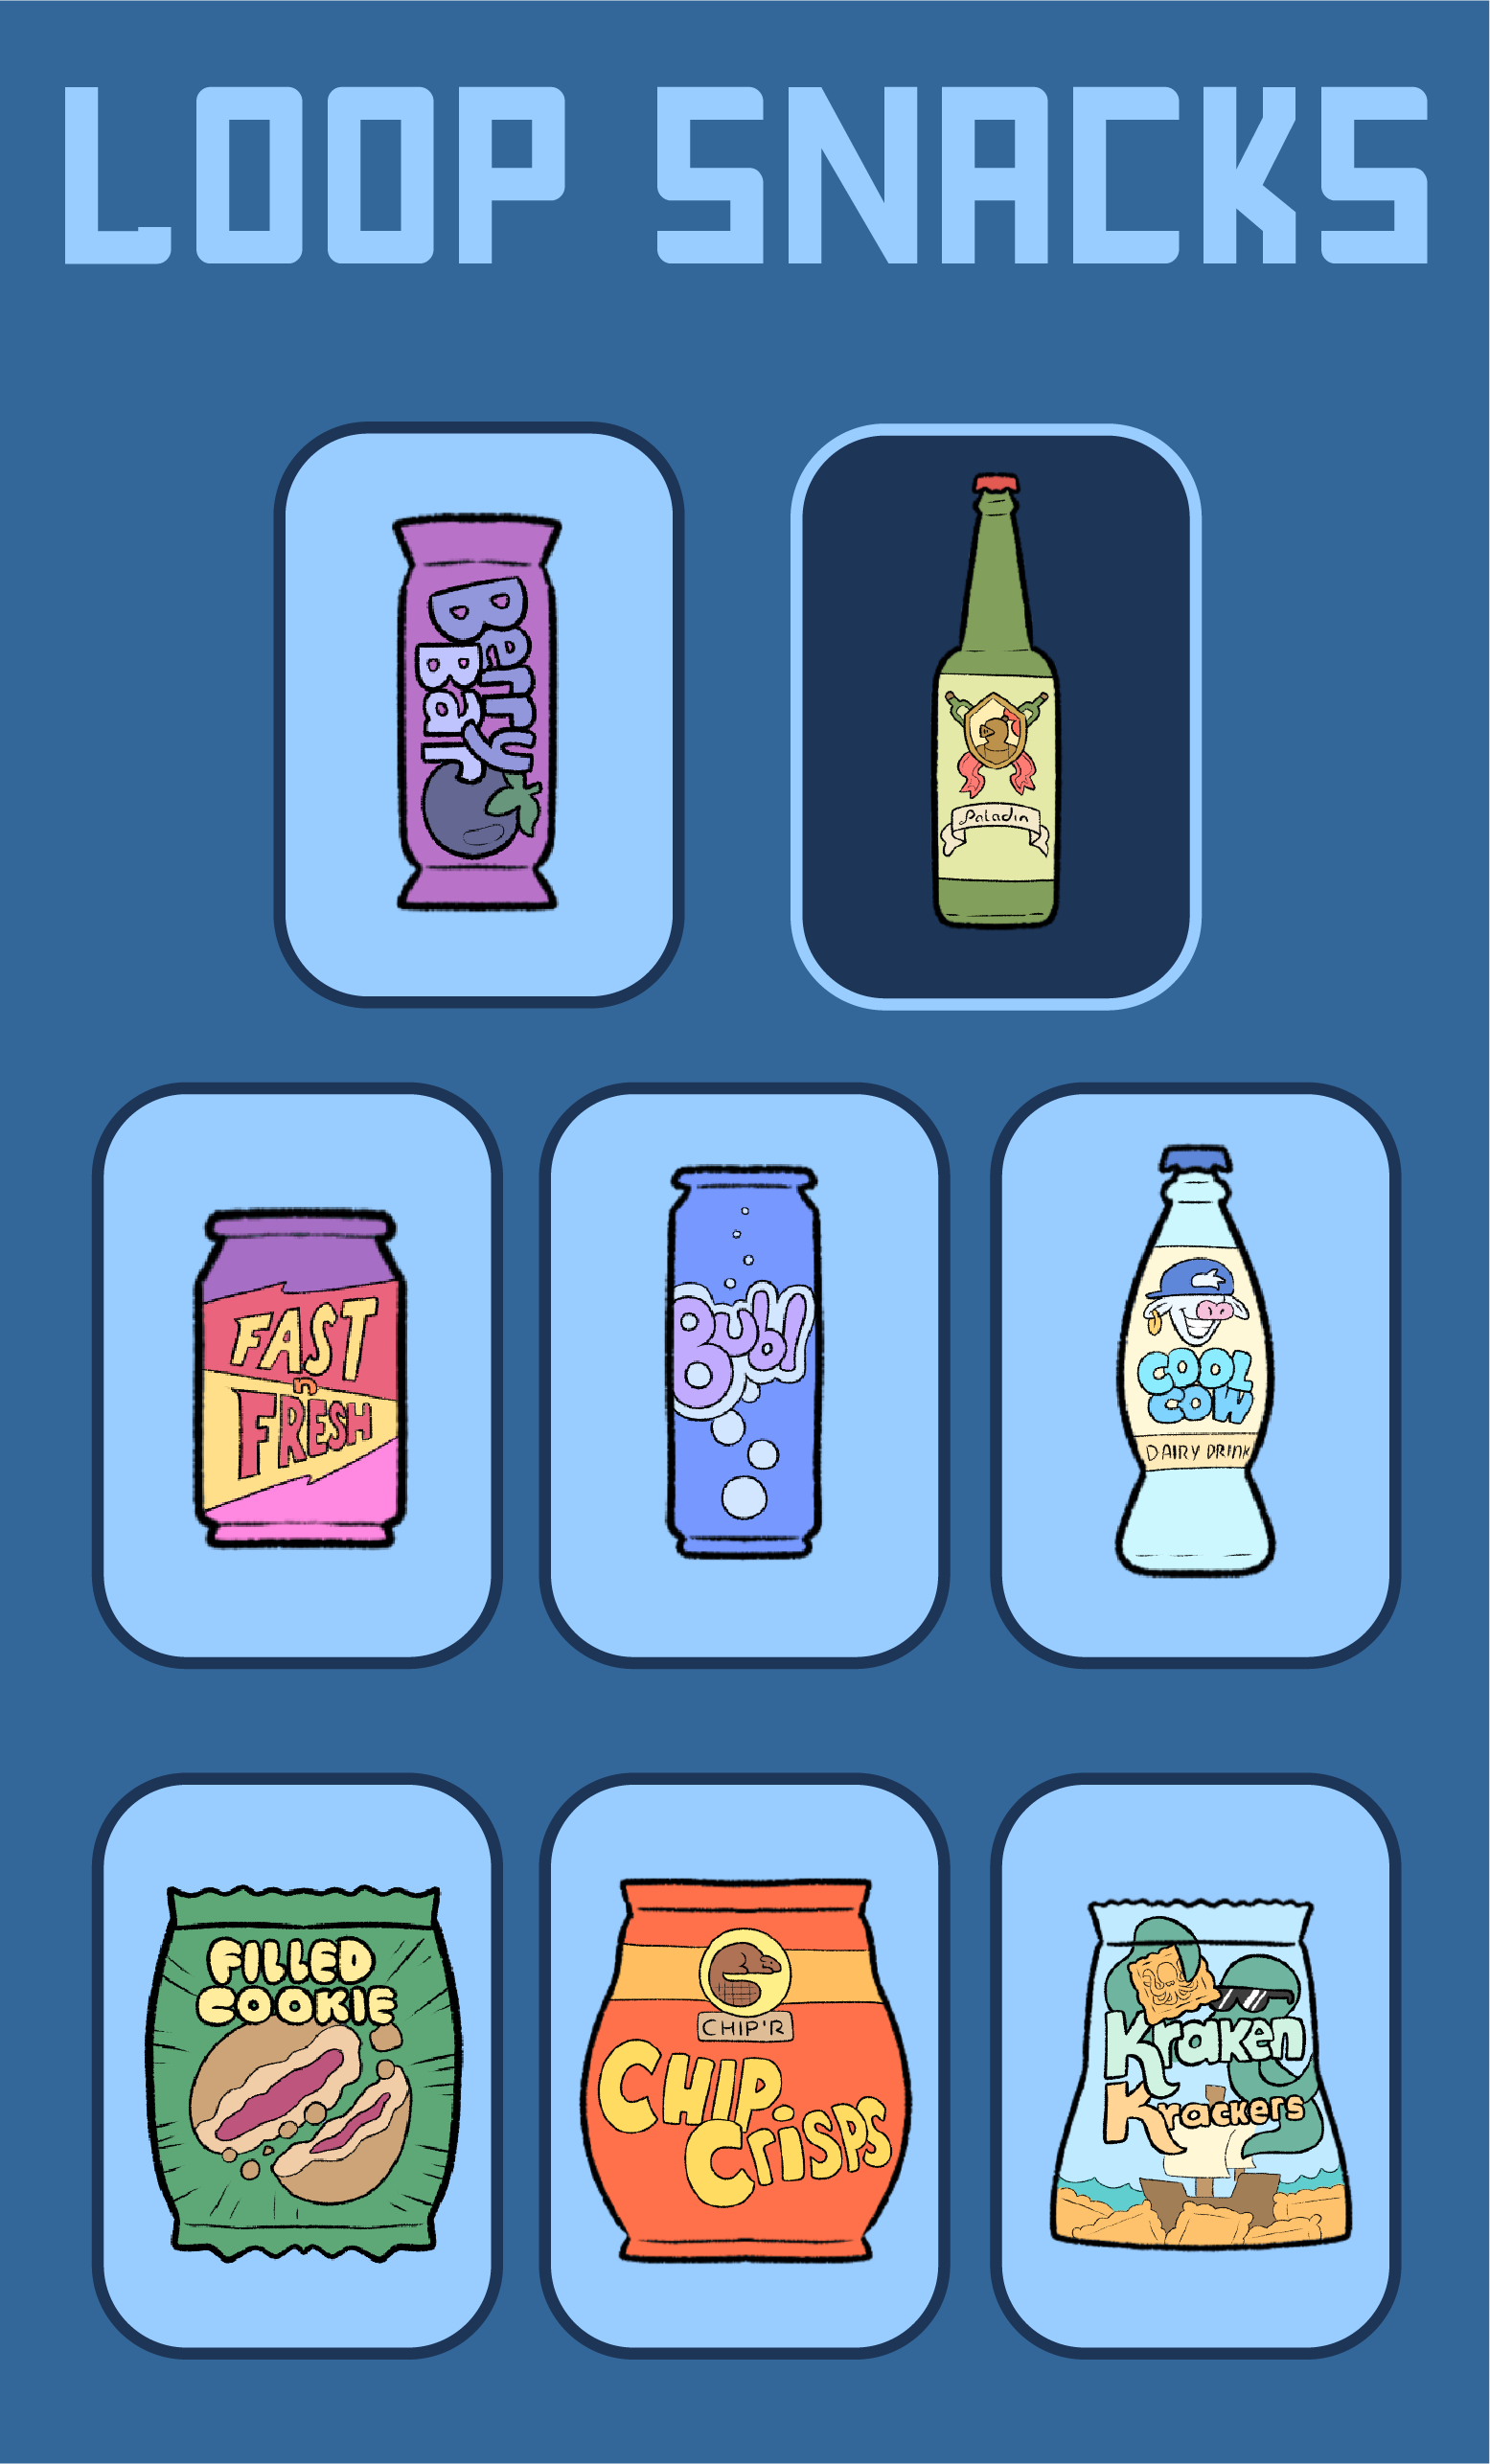 LOOP SNACKS
Berry
Bar
Paladin
FAST
n
FRESH
Bubl
COOL
COW
DAIRY DRINK
FILLED
COOKIE
CHIP'R
CHIP
CrisPS
Kraken
Krackers